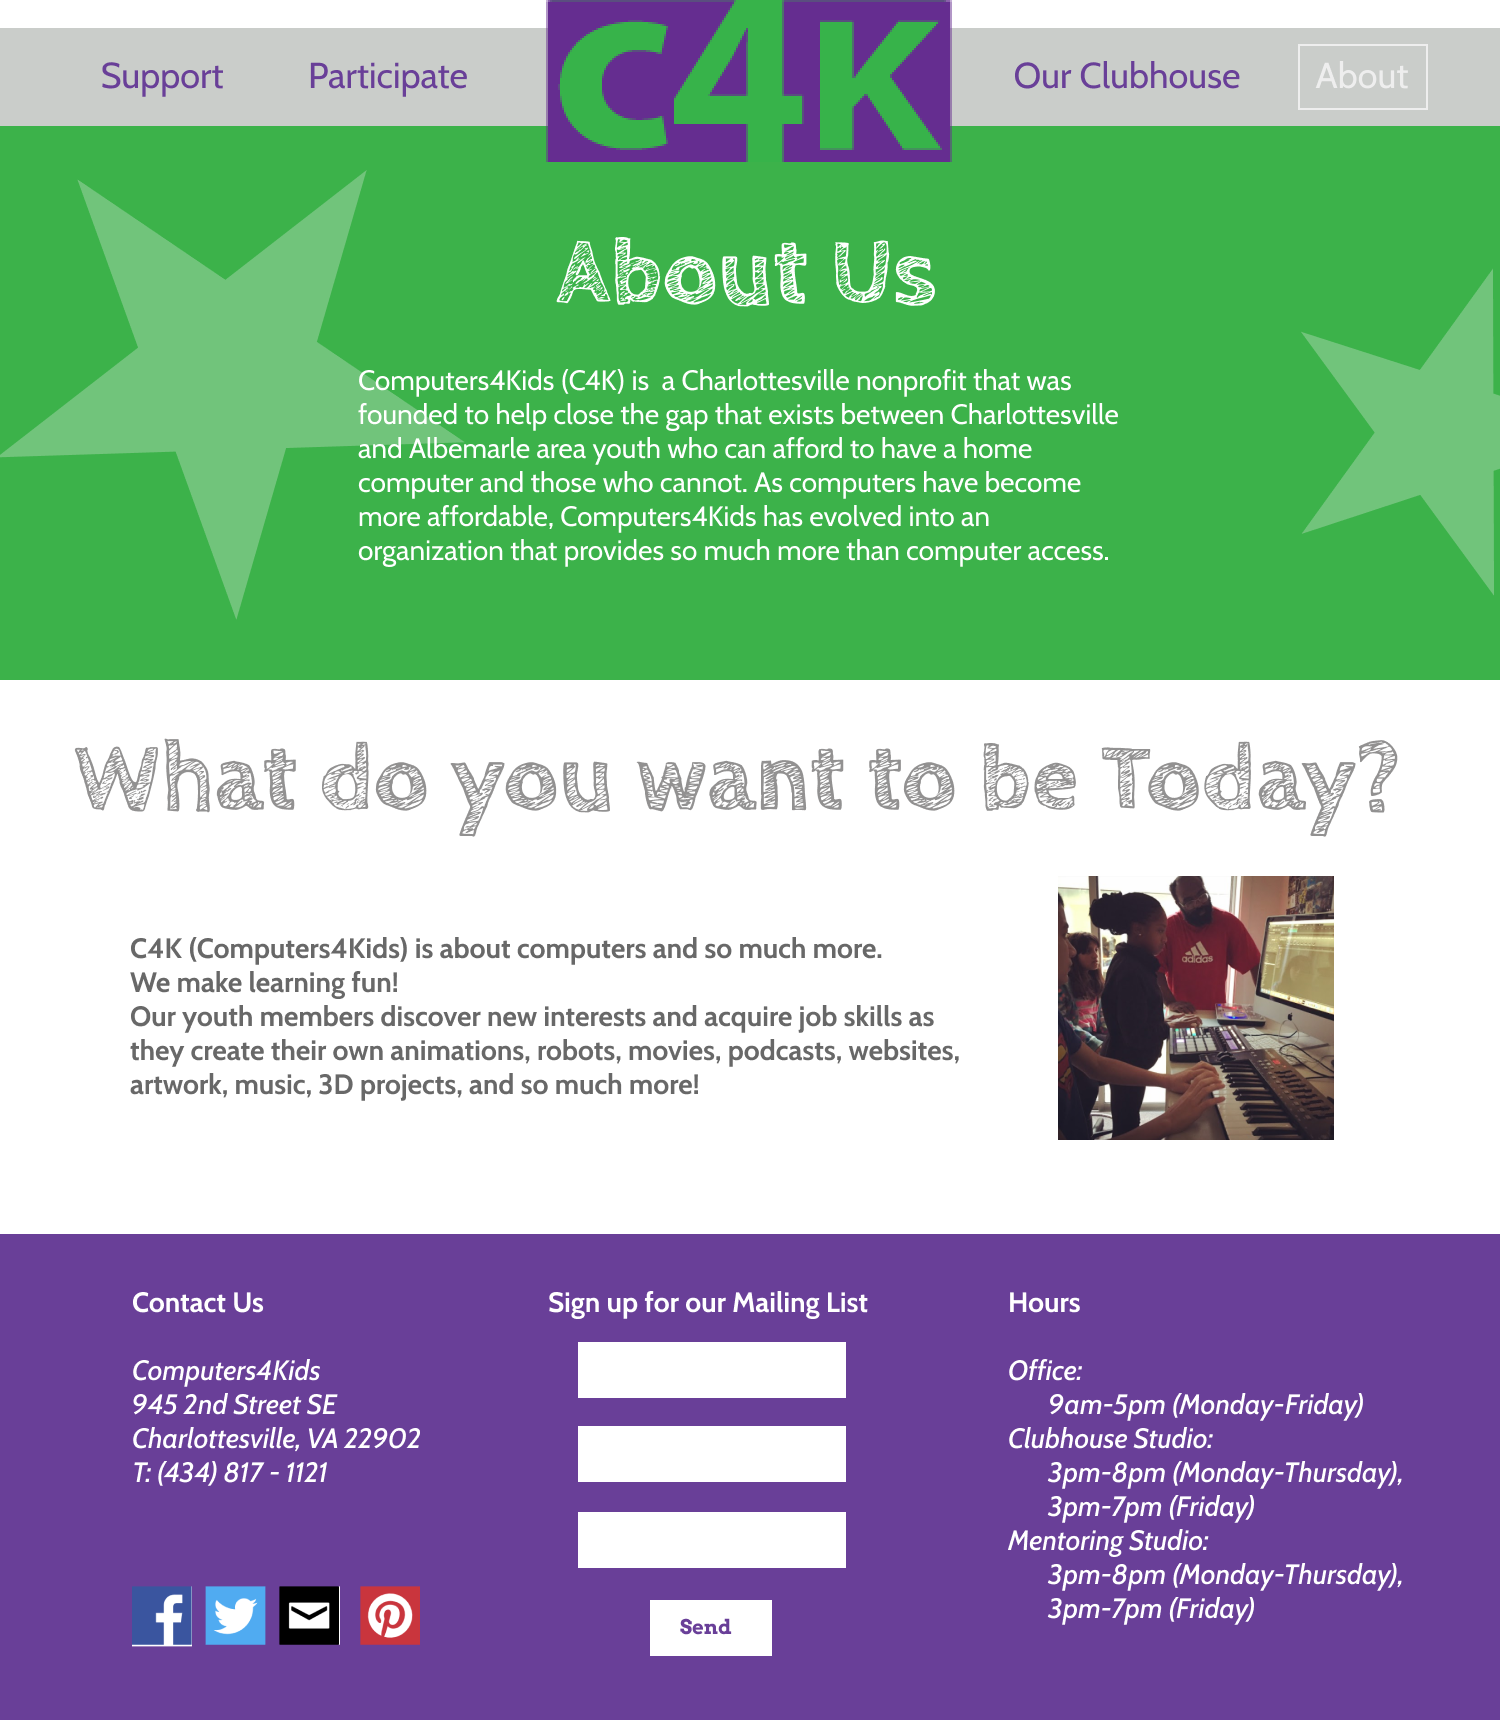 Support
Participate
C4K
Our Clubhouse
About
About Us
Computers4Kids (C4K) is  a Charlottesville nonprofit that was
founded to help close the gap that exists between Charlottesville
and Albemarle area youth who can afford to have a home
computer and those who cannot. As computers have become
more affordable, Computers4Kids has evolved into an
organization that provides so much more than computer access.
What do you want to be Today?
C4K (Computers4Kids) is about computers and so much more.
We make learning fun!
Our youth members discover new interests and acquire job skills as
they create their own animations, robots, movies, podcasts, websites,
artwork, music, 3D projects, and so much more!
adidas
Contact Us
Computers4Kids
945 2nd Street SE
Charlottesville, VA 22902
T: (434) 817 - 1121
Sign up for our Mailing List
Send
Hours
Office:
9am-5pm (Monday-Friday)
Clubhouse Studio:
3pm-8pm (Monday-Thursday),
3pm-7pm (Friday)
Mentoring Studio:
3pm-8pm (Monday-Thursday),
3pm-7pm (Friday)